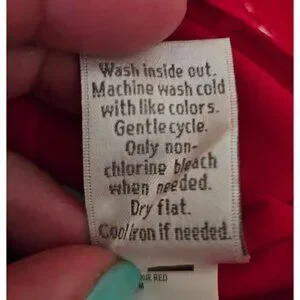 Wash inside out.
Machine wash cold
with like colors.
Gentle cycle.
Only non-
chlorine bleach
when needed.
Dry flat.
Cool iron if needed.
RED